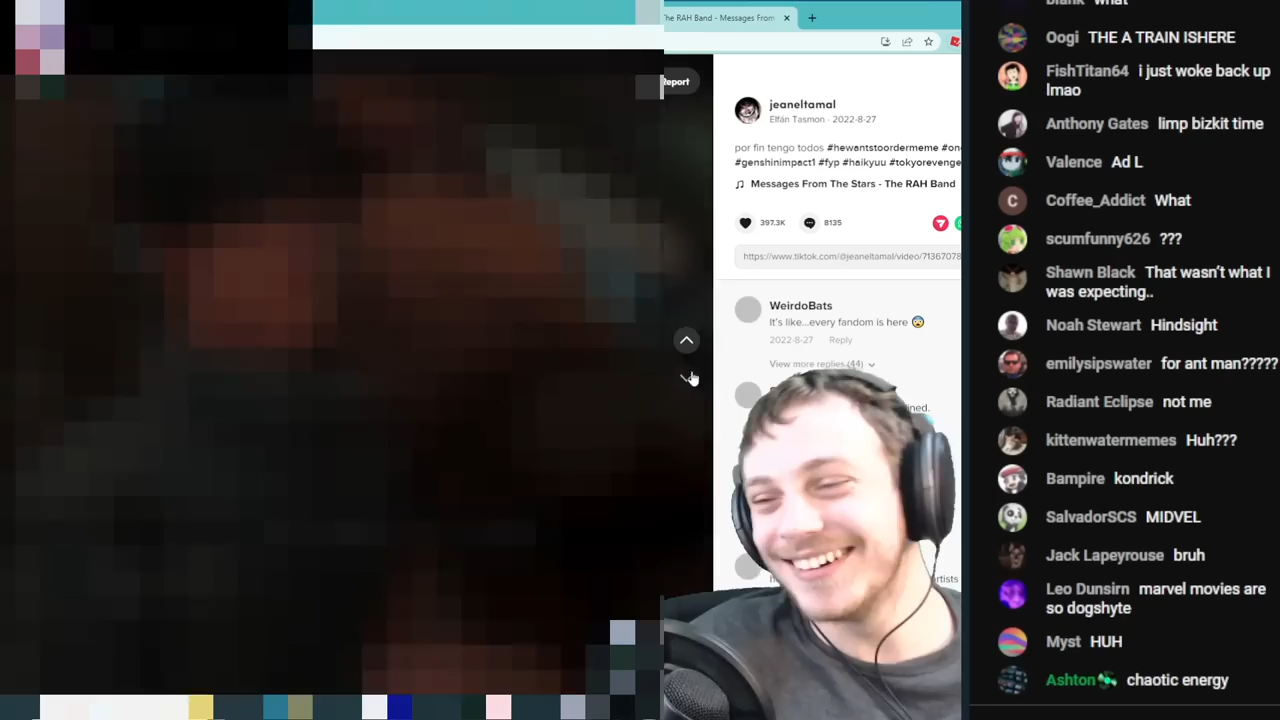 The RAH Band - Messages From
Report
jeaneltamal
Elfán Tasmon · 2022-8-27
por fin tengo todos #hewantstoordermeme #on
#genshinimpact1 #fyp #haikyuu #tokyorevenge
Messages From The Stars - The RAH Band
397.3K
8135
https://www.tiktok.com/@jeaneltamal/video/71367078
WeirdoBats
It's like...every fandom is here 😨
2022-8-27 Reply
View more replies (44)
ined.
artists
blank what
Oogi THE A TRAIN ISHERE
FishTitan64 i just woke back up
lmao
Anthony Gates limp bizkit time
Valence Ad L
C
Coffee_Addict What
scumfunny626 ???
Shawn Black That wasn't what I
was expecting..
Noah Stewart Hindsight
emilysipswater for ant man?????
Radiant Eclipse not me
kittenwatermemes Huh???
Bampire kondrick
SalvadorSCS MIDVEL
Jack Lapeyrouse bruh
Leo Dunsirn marvel movies are
so dogshyte
Myst HUH
Ashton chaotic energy